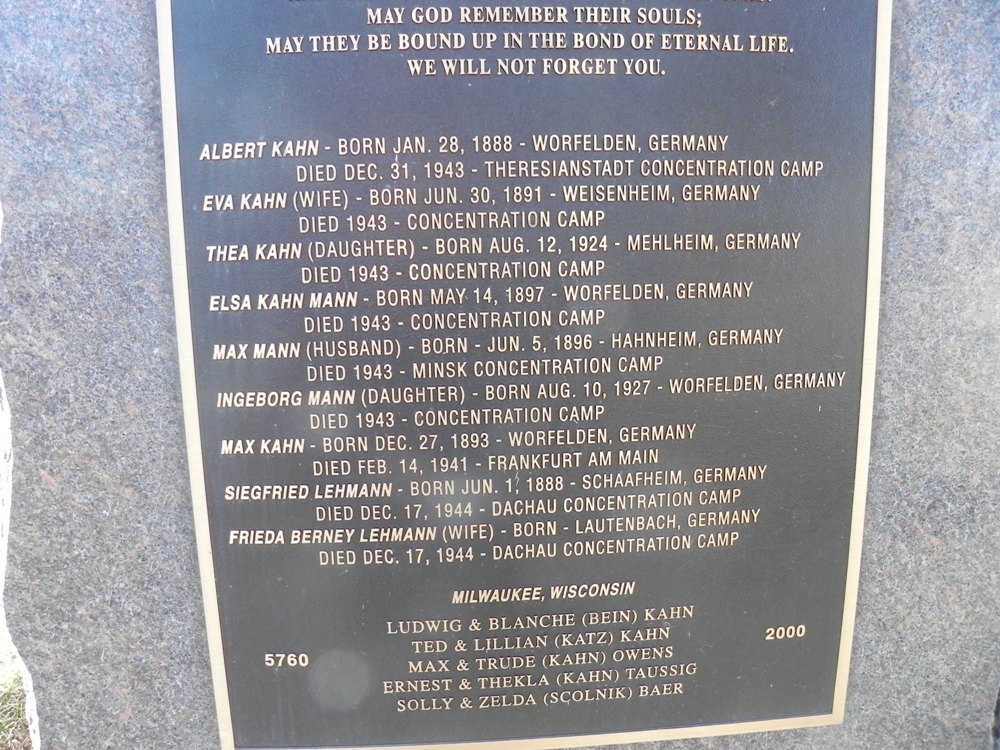 MAY GOD REMEMBER THEIR SOULS;
MAY THEY BE BOUND UP IN THE BOND OF ETERNAL LIFE.
WE WILL NOT FORGET YOU.
ALBERT KAHN - BORN JAN. 28, 1888 - WORFELDEN, GERMANY
DIED DEC. 31, 1943 - THERESIANSTADT CONCENTRATION CAMP
EVA KAHN (WIFE) - BORN JUN. 30, 1891 - WEISENHEIM, GERMANY
DIED 1943 - CONCENTRATION CAMP
THEA KAHN (DAUGHTER) - BORN AUG. 12, 1924 - MEHLHEIM, GERMANY
DIED 1943 - CONCENTRATION CAMP
ELSA KAHN MANN - BORN MAY 14, 1897 - WORFELDEN, GERMANY
DIED 1943 - CONCENTRATION CAMP
MAX MANN (HUSBAND) - BORN - JUN. 5, 1896 - HAHNHEIM, GERMANY
DIED 1943 - MINSK CONCENTRATION CAMP
INGEBORG MANN (DAUGHTER) - BORN AUG. 10, 1927 - WORFELDEN, GERMANY
DIED 1943 - CONCENTRATION CAMP
MAX KAHN - BORN DEC. 27, 1893 - WORFELDEN, GERMANY
DIED FEB. 14, 1941 - FRANKFURT AM MAIN
SIEGFRIED LEHMANN - BORN JUN. 1, 1888 - SCHAAFHEIM, GERMANY
DIED DEC. 17, 1944 - DACHAU CONCENTRATION CAMP
FRIEDA BERNEY LEHMANN (WIFE) - BORN - LAUTENBACH, GERMANY
DIED DEC. 17, 1944 - DACHAU CONCENTRATION CAMP
MILWAUKEE, WISCONSIN
LUDWIG & BLANCHE (BEIN) KAHN
TED & LILLIAN (KATZ) KAHN
MAX & TRUDE (KAHN) OWENS
ERNEST & THEKLA (KAHN) TAUSSIG
SOLLY & ZELDA (SCOLNIK) BAER
5760
2000